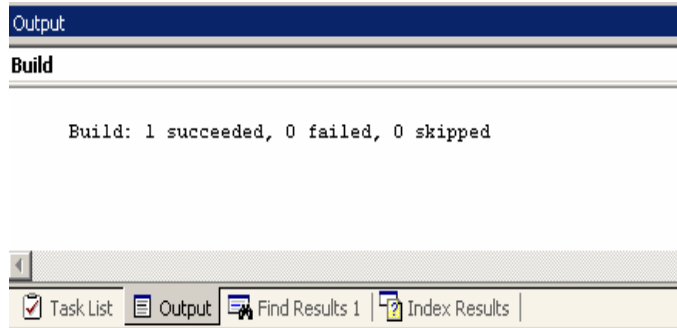 Output
Build
Build: 1 succeeded, 0 failed, 0 skipped
Task List Output Find Results 1 Index Results